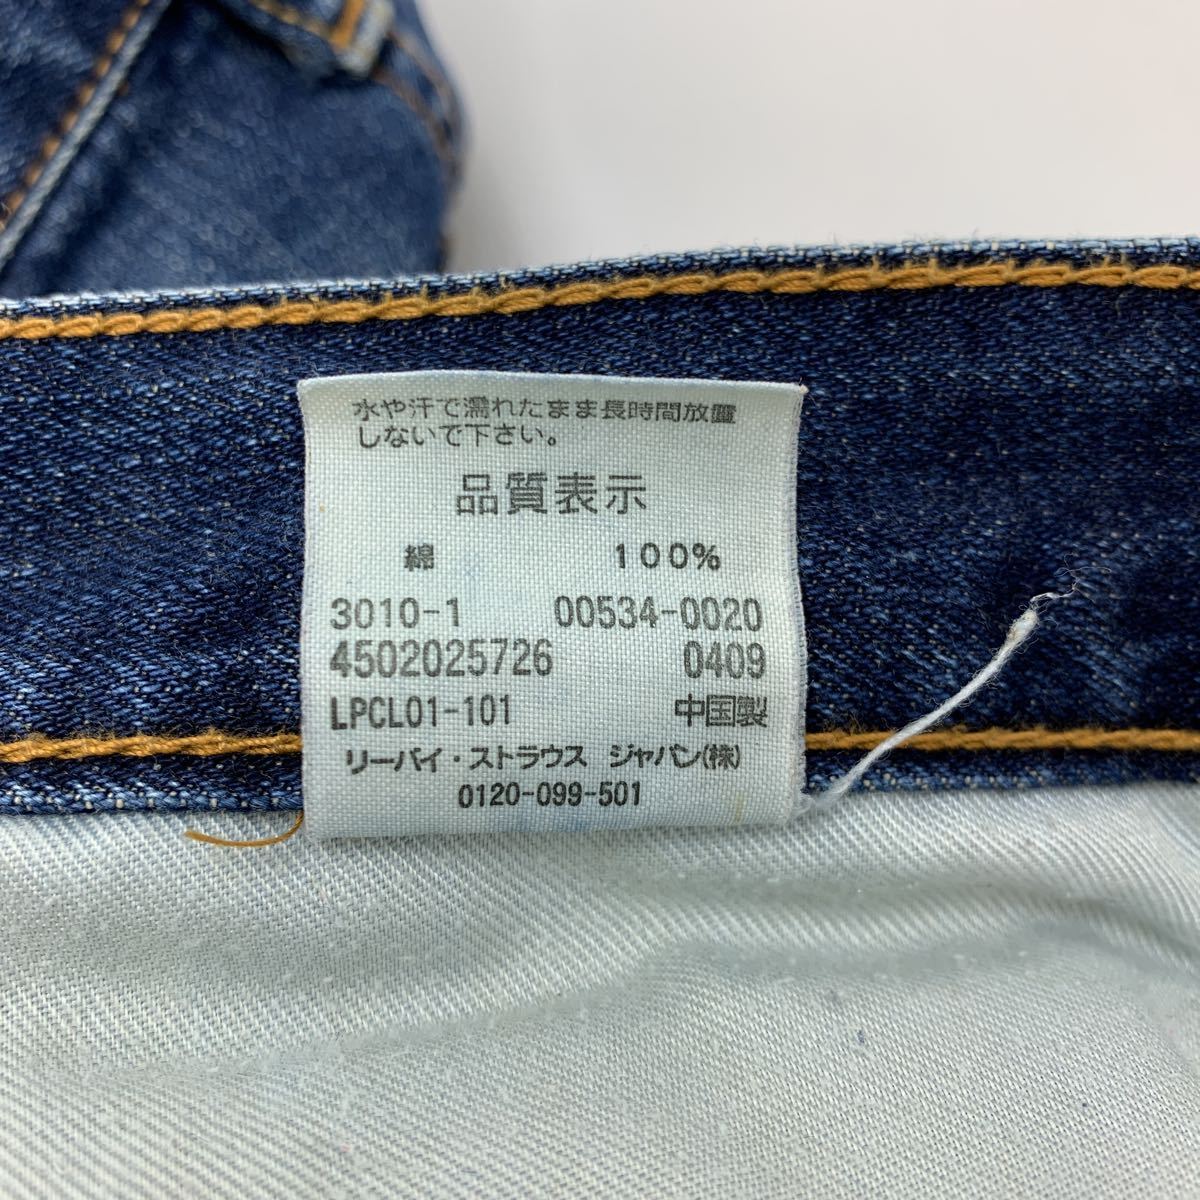 水や汗で濡れたまま長時間放置
しないで下さい。
品質表示
綿 100%
3010-1 00534-0020
4502025726 0409
LPCL01-101 中国製
リーバイ・ストラウス ジャパン(株)
0120-099-501